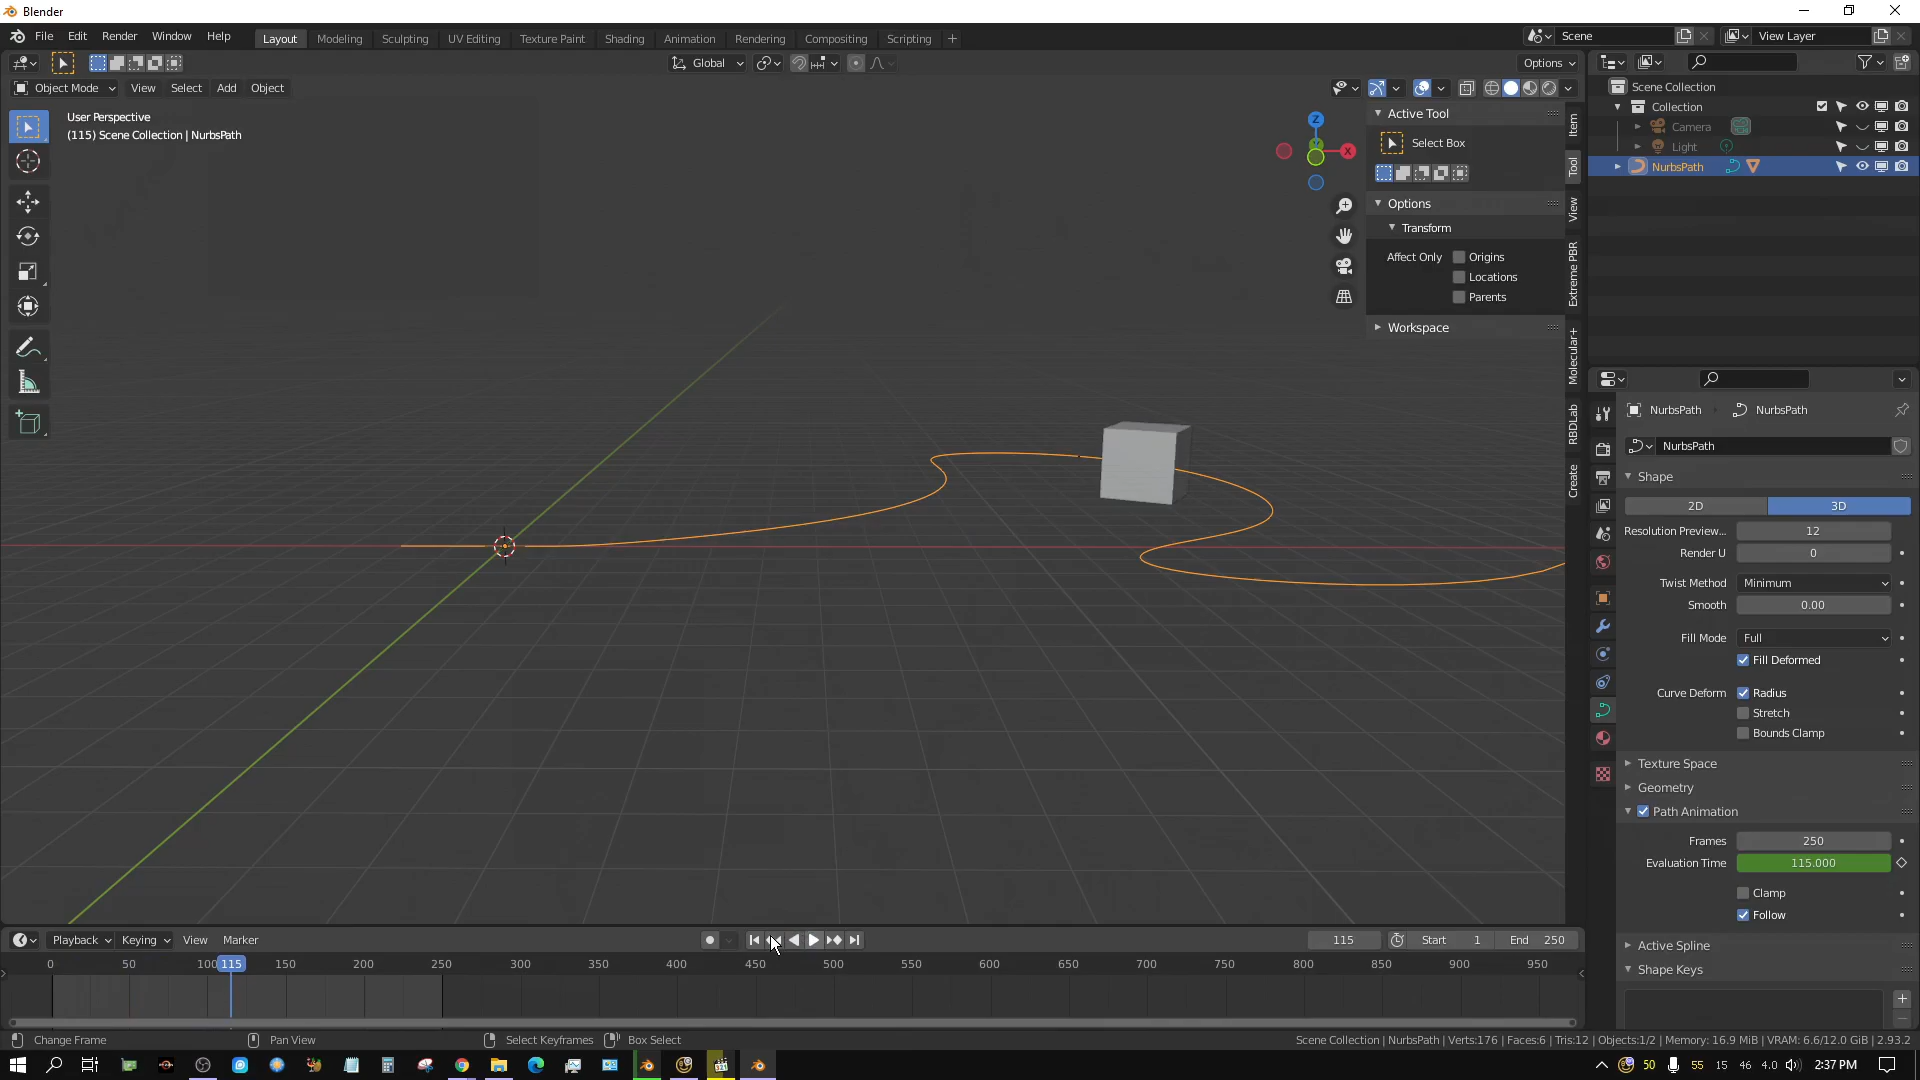 Blender
File Edit Render Window Help
Layout Modeling Sculpting UV Editing Texture Paint Shading Animation Rendering Compositing Scripting +
Scene
View Layer
Global
Options
Object Mode View Select Add Object
User Perspective
(115) Scene Collection | NurbsPath
Z
X
Active Tool
Select Box
Options
Transform
Affect Only Origins
Locations
Parents
Workspace
Item
Tool
View
Extreme PBR
Molecular+
RBDLab
Create
Scene Collection
Collection
Camera
Light
NurbsPath
NurbsPath NurbsPath
NurbsPath
Shape
2D 3D
Resolution Preview... 12
Render U 0
Twist Method Minimum
Smooth 0.00
Fill Mode Full
Fill Deformed
Curve Deform Radius
Stretch
Bounds Clamp
Texture Space
Geometry
Path Animation
Frames 250
Evaluation Time 115.000
Clamp
Follow
Active Spline
Shape Keys
Playback Keying View Marker
115 Start 1 End 250
0 50 100 115 150 200 250 300 350 400 450 500 550 600 650 700 750 800 850 900 950
Change Frame Pan View Select Keyframes Box Select
Scene Collection | NurbsPath | Verts:176 | Faces:6 | Tris:12 | Objects:1/2 | Memory: 16.9 MiB | VRAM: 6.6/12.0 GiB | 2.93.2
50 55 15 46 4.0 2:37 PM